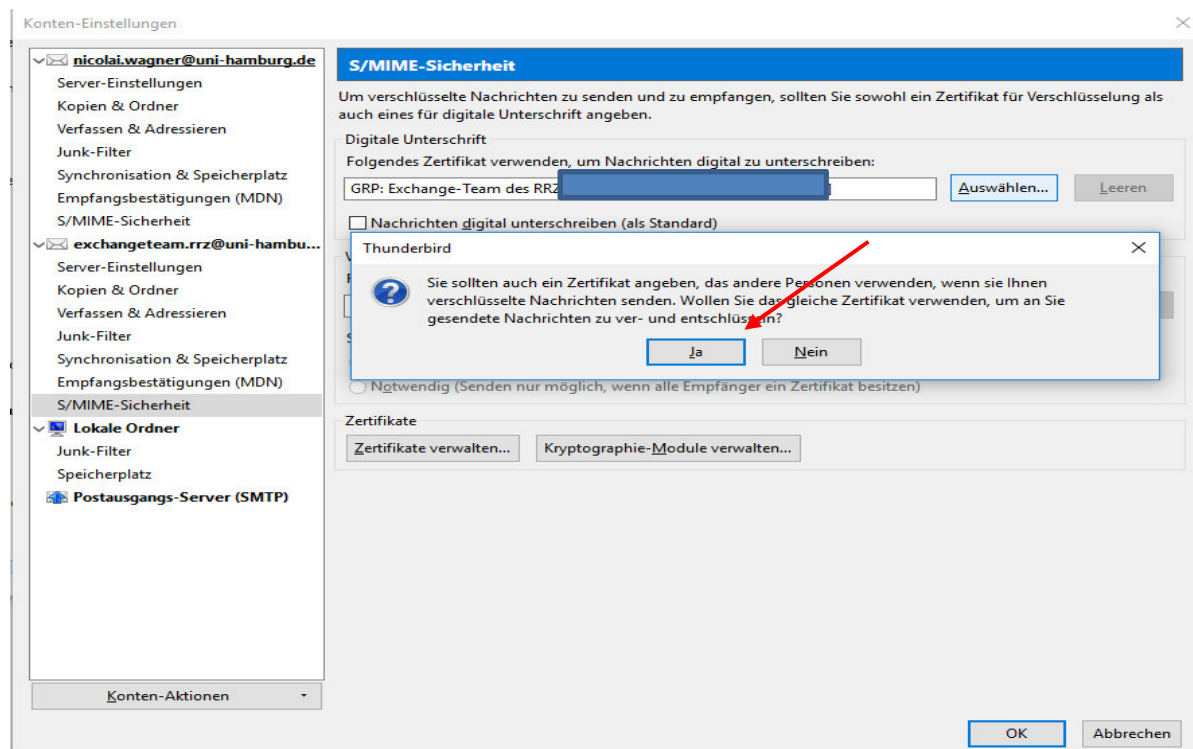 Konten-Einstellungen
nicolai.wagner@uni-hamburg.de
Server-Einstellungen
Kopien & Ordner
Verfassen & Adressieren
Junk-Filter
Synchronisation & Speicherplatz
Empfangsbestätigungen (MDN)
S/MIME-Sicherheit
exchangeteam.rrz@uni-hambu...
Server-Einstellungen
Kopien & Ordner
Verfassen & Adressieren
Junk-Filter
Synchronisation & Speicherplatz
Empfangsbestätigungen (MDN)
S/MIME-Sicherheit
Lokale Ordner
Junk-Filter
Speicherplatz
Postausgangs-Server (SMTP)
Konten-Aktionen
S/MIME-Sicherheit
Um verschlüsselte Nachrichten zu senden und zu empfangen, sollten Sie sowohl ein Zertifikat für Verschlüsselung als
auch eines für digitale Unterschrift angeben.
Digitale Unterschrift
Folgendes Zertifikat verwenden, um Nachrichten digital zu unterschreiben:
GRP: Exchange-Team des RRZ
Auswählen...
Leeren
Nachrichten digital unterschreiben (als Standard)
Thunderbird
Sie sollten auch ein Zertifikat angeben, das andere Personen verwenden, wenn sie Ihnen
verschlüsselte Nachrichten senden. Wollen Sie das gleiche Zertifikat verwenden, um an Sie
gesendete Nachrichten zu ver- und entschlüsseln?
Ja
Nein
Notwendig (Senden nur möglich, wenn alle Empfänger ein Zertifikat besitzen)
Zertifikate
Zertifikate verwalten...
Kryptographie-Module verwalten...
OK
Abbrechen